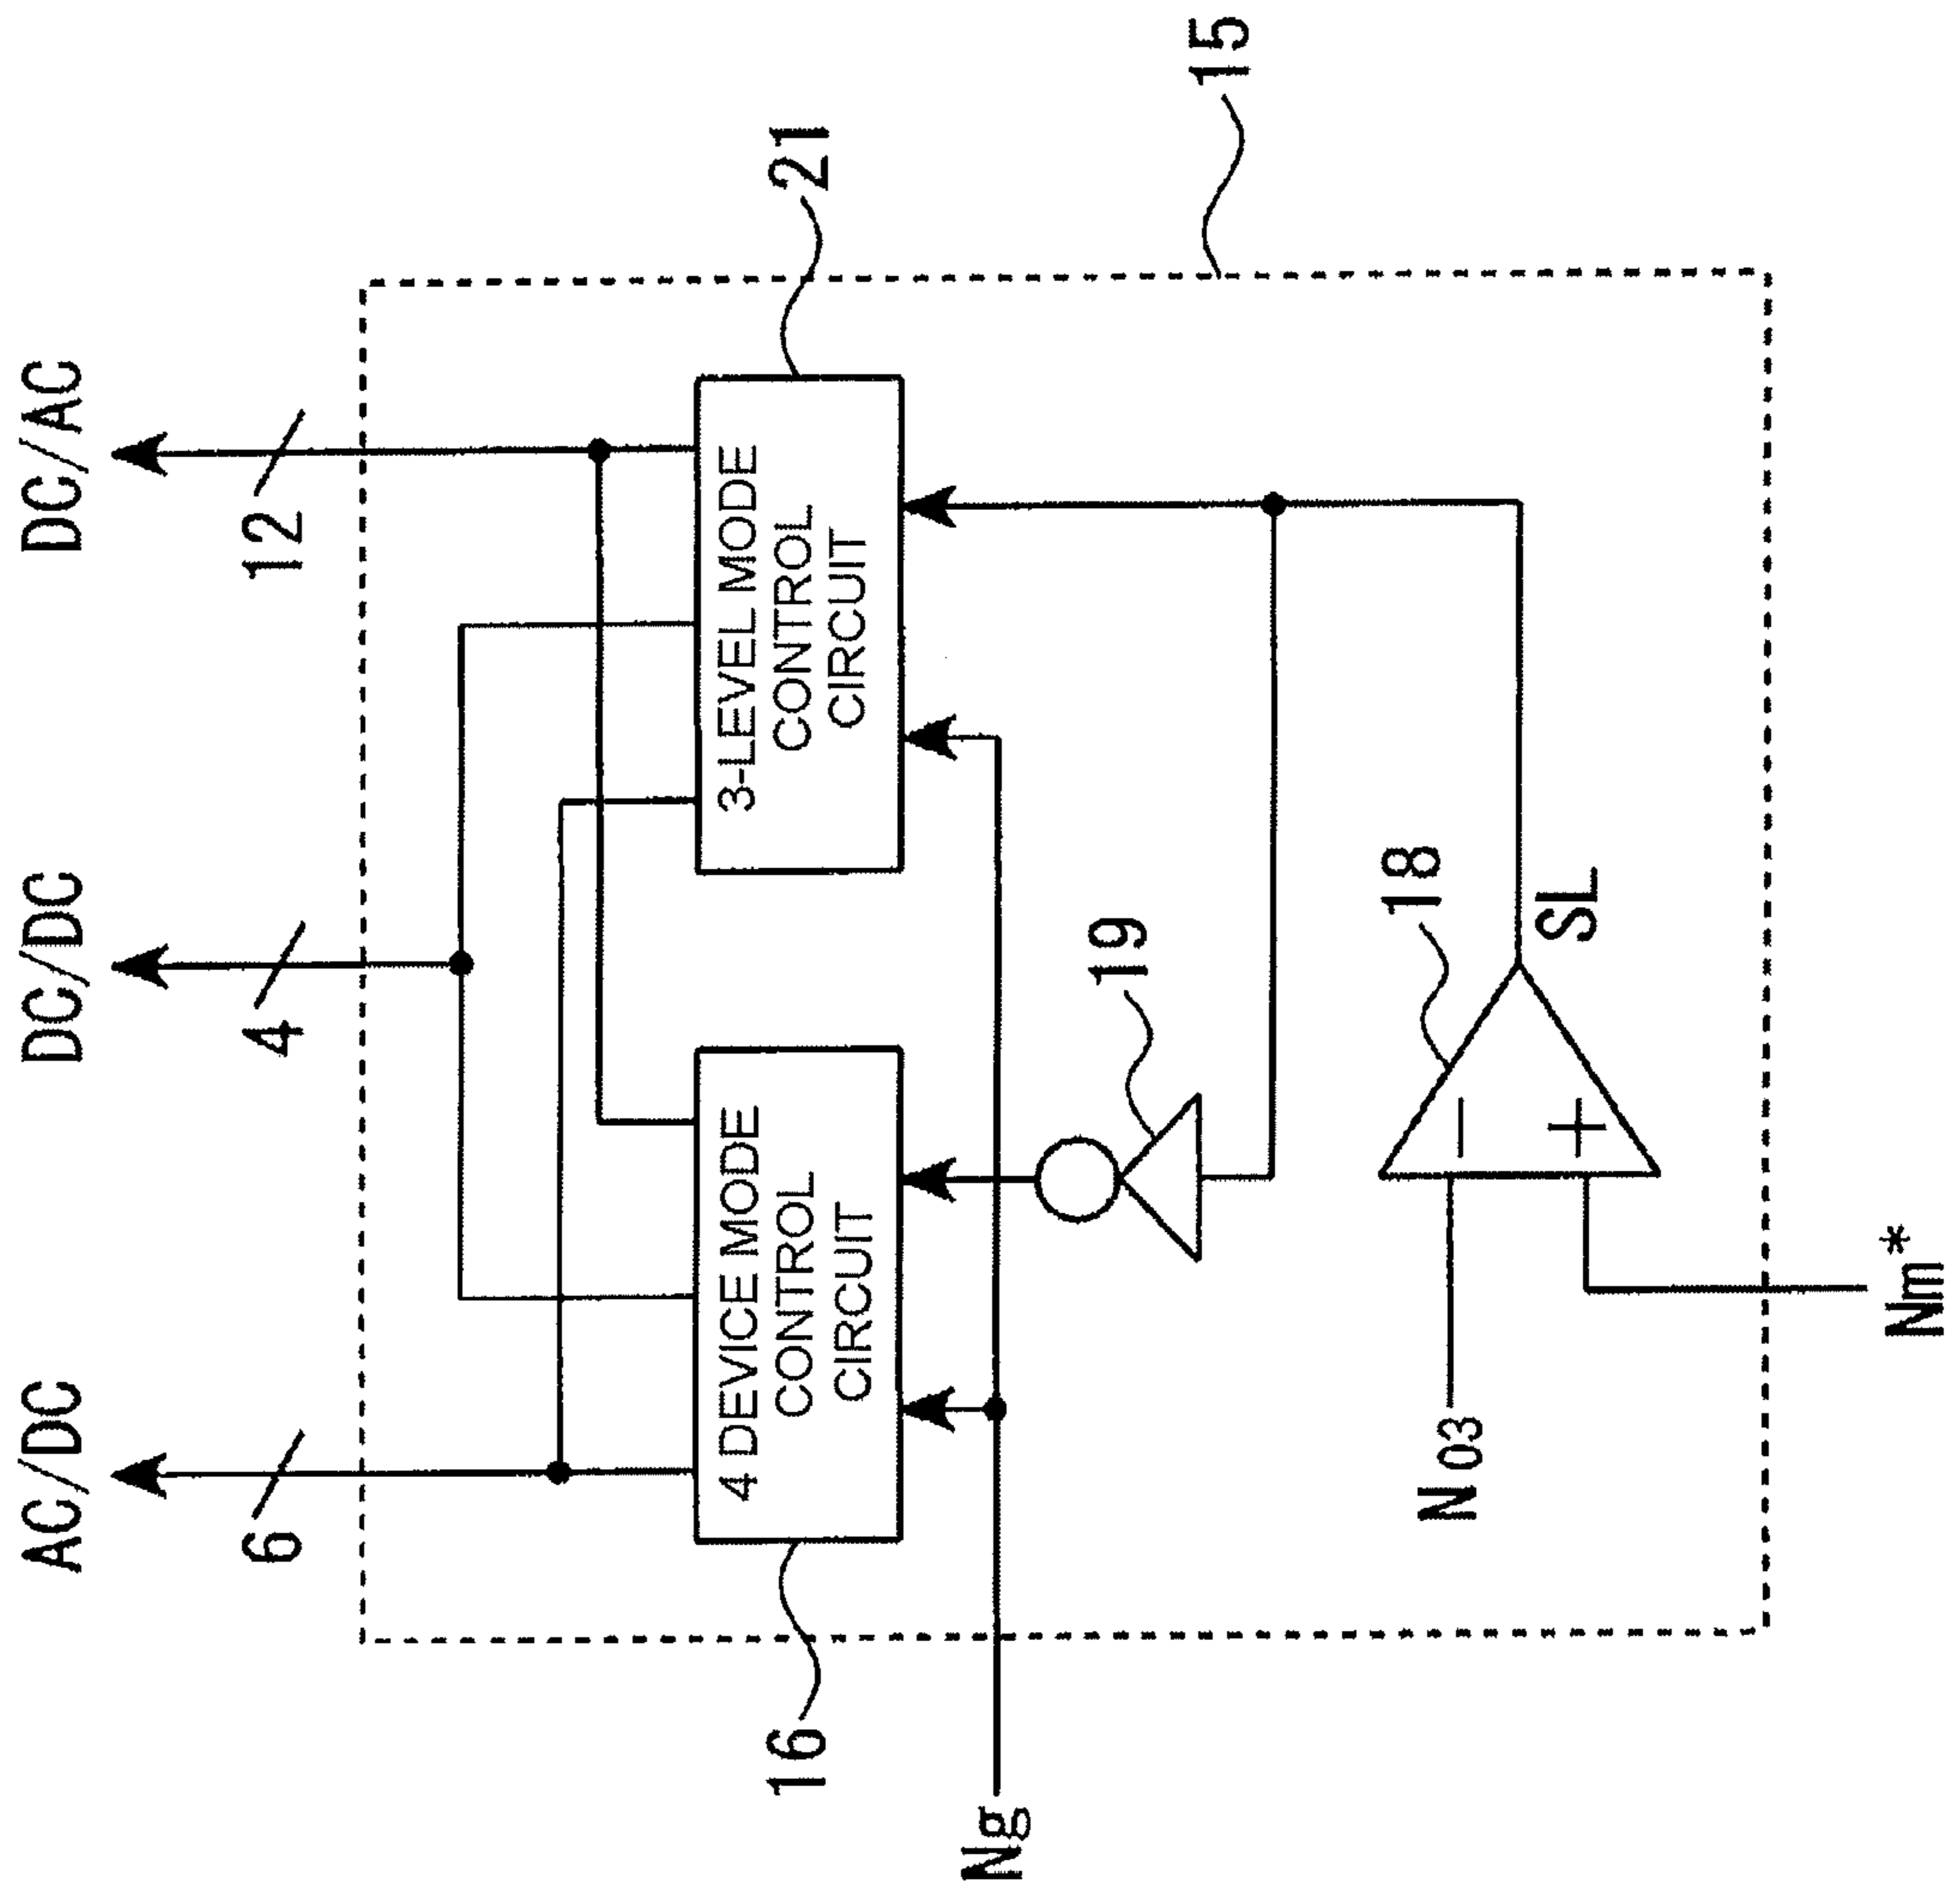 AC/DC
DC/DC
DC/AC
6
4
12
16
4 DEVICE MODE
CONTROL
CIRCUIT
3-LEVEL MODE
CONTROL
CIRCUIT
21
Ng
19
15
N03
18
−
+
SL
Nm*